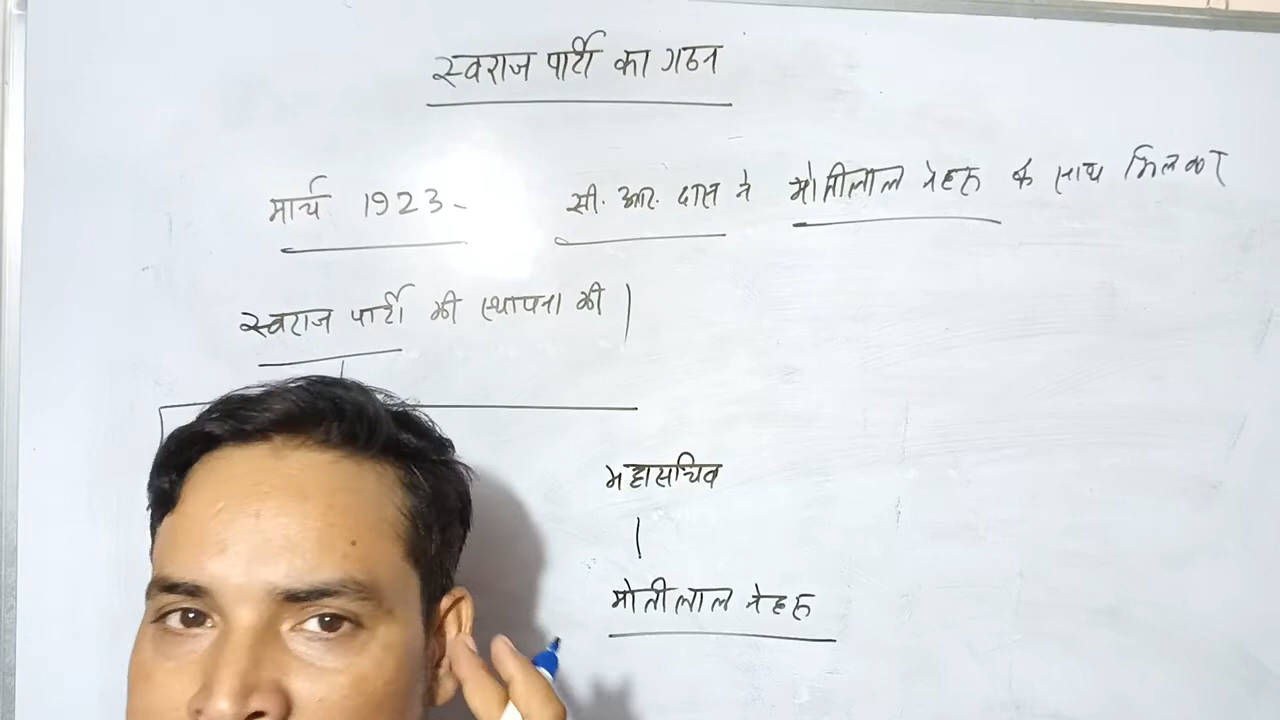 स्वराज पार्टी का गठन
मार्च 1923- सी. आर. दास ने मोतीलाल नेहरु के साथ मिलकर
स्वराज पार्टी की स्थापना की |
महासचिव
मोतीलाल नेहरु